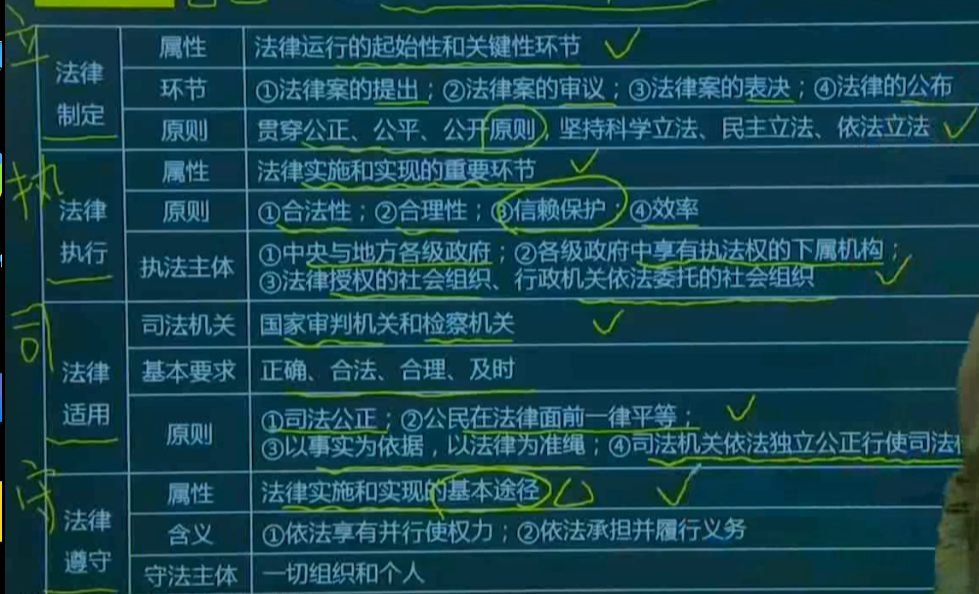 立
法律
制定
属性
法律运行的起始性和关键性环节
环节
①法律案的提出；②法律案的审议；③法律案的表决；④法律的公布
原则
贯穿公正、公平、公开原则，坚持科学立法、民主立法、依法立法
执
法律
执行
属性
法律实施和实现的重要环节
原则
①合法性；②合理性；③信赖保护；④效率
执法主体
①中央与地方各级政府；②各级政府中享有执法权的下属机构；
③法律授权的社会组织、行政机关依法委托的社会组织
司
法律
适用
司法机关
国家审判机关和检察机关
基本要求
正确、合法、合理、及时
原则
①司法公正；②公民在法律面前一律平等；
③以事实为依据，以法律为准绳；④司法机关依法独立公正行使司法
守
法律
遵守
属性
法律实施和实现的基本途径
含义
①依法享有并行使权力；②依法承担并履行义务
守法主体
一切组织和个人